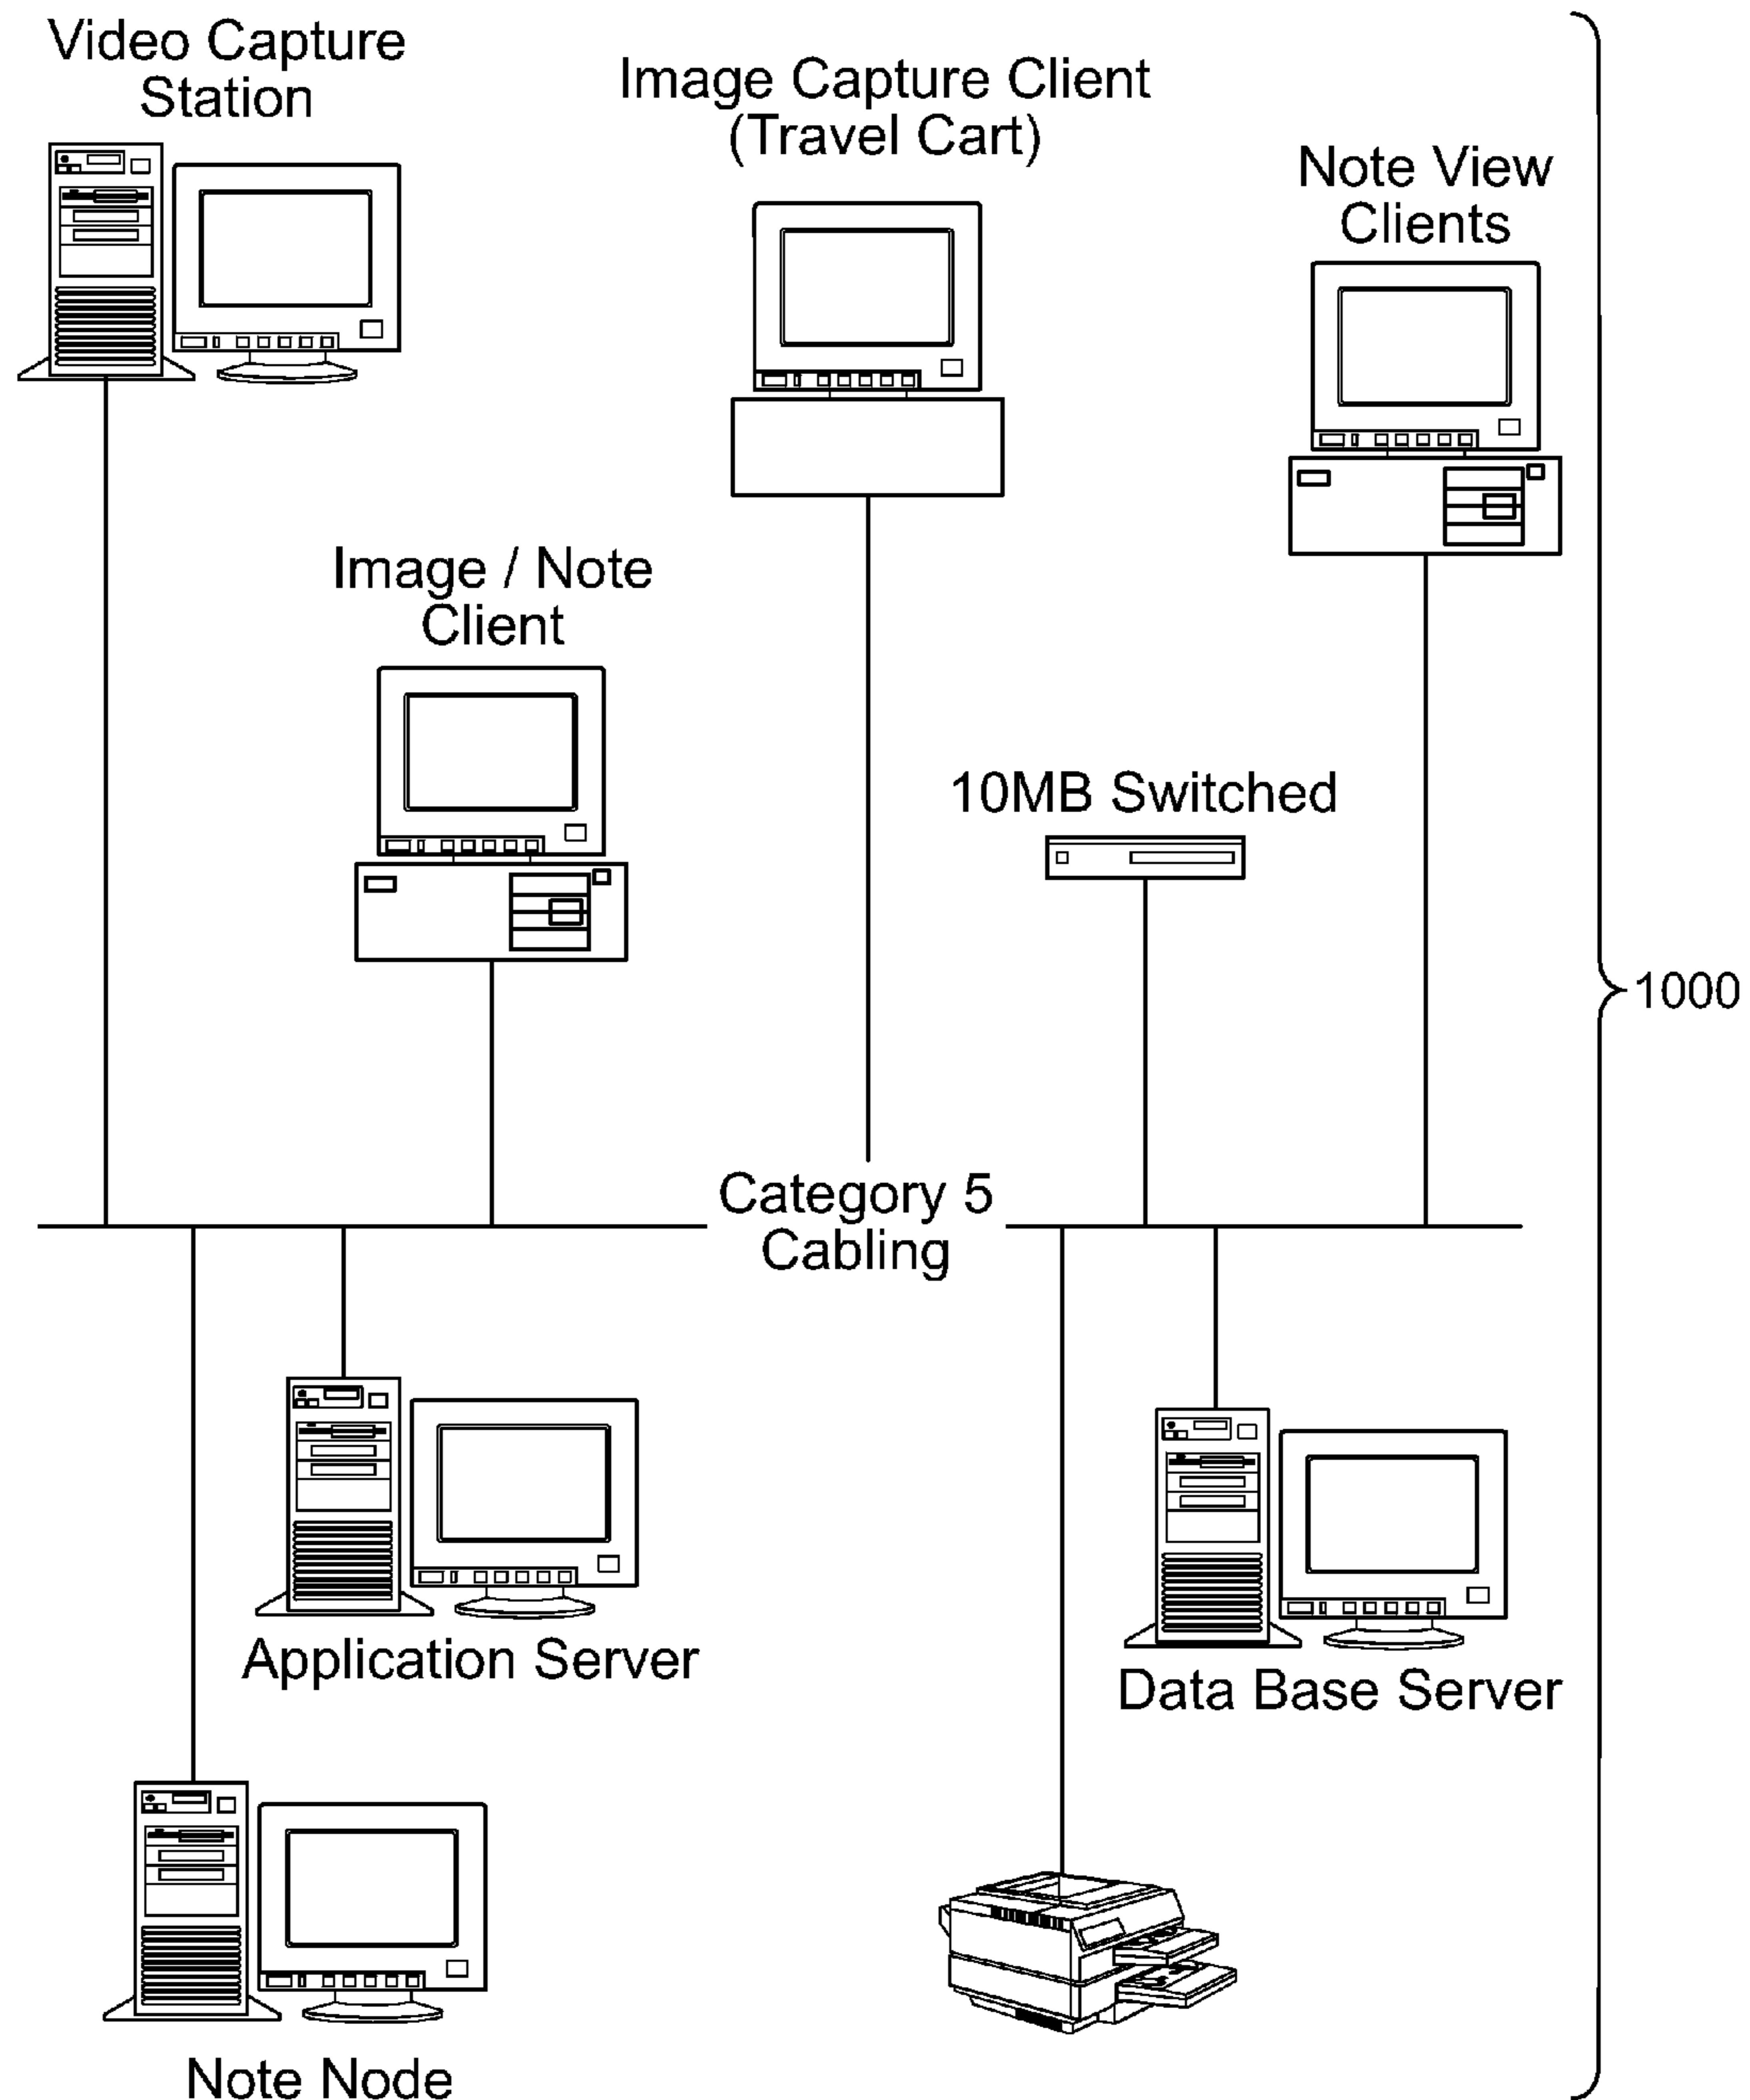 Video Capture
Station
Image Capture Client
(Travel Cart)
Note View
Clients
Image / Note
Client
10MB Switched
1000
Category 5
Cabling
Application Server
Data Base Server
Note Node